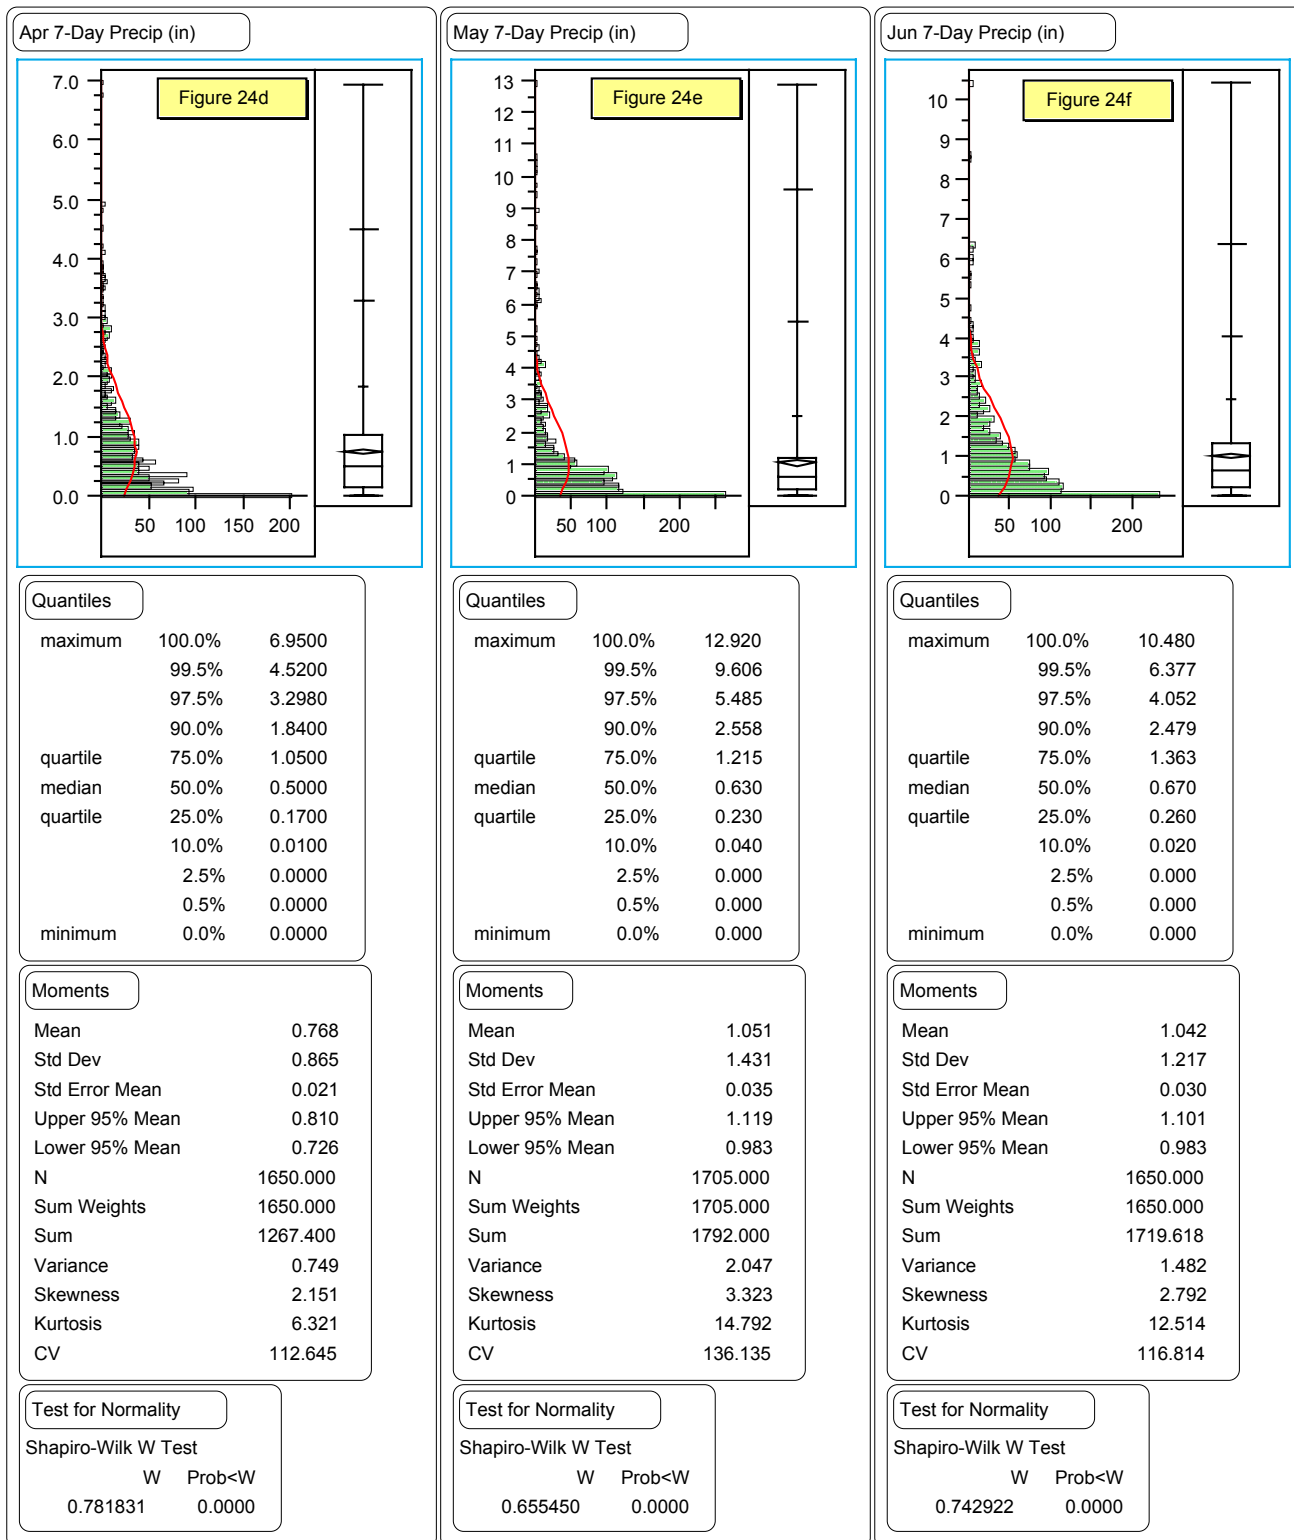 Apr 7-Day Precip (in)
Figure 24d
7.0
6.0
5.0
4.0
3.0
2.0
1.0
0.0
50 100 150 200
Quantiles
maximum 100.0% 6.9500
99.5% 4.5200
97.5% 3.2980
90.0% 1.8400
quartile 75.0% 1.0500
median 50.0% 0.5000
quartile 25.0% 0.1700
10.0% 0.0100
2.5% 0.0000
0.5% 0.0000
minimum 0.0% 0.0000
Moments
Mean 0.768
Std Dev 0.865
Std Error Mean 0.021
Upper 95% Mean 0.810
Lower 95% Mean 0.726
N 1650.000
Sum Weights 1650.000
Sum 1267.400
Variance 0.749
Skewness 2.151
Kurtosis 6.321
CV 112.645
Test for Normality
Shapiro-Wilk W Test
W Prob<W
0.781831 0.0000
May 7-Day Precip (in)
Figure 24e
13
12
11
10
9
8
7
6
5
4
3
2
1
0
50 100 200
Quantiles
maximum 100.0% 12.920
99.5% 9.606
97.5% 5.485
90.0% 2.558
quartile 75.0% 1.215
median 50.0% 0.630
quartile 25.0% 0.230
10.0% 0.040
2.5% 0.000
0.5% 0.000
minimum 0.0% 0.000
Moments
Mean 1.051
Std Dev 1.431
Std Error Mean 0.035
Upper 95% Mean 1.119
Lower 95% Mean 0.983
N 1705.000
Sum Weights 1705.000
Sum 1792.000
Variance 2.047
Skewness 3.323
Kurtosis 14.792
CV 136.135
Test for Normality
Shapiro-Wilk W Test
W Prob<W
0.655450 0.0000
Jun 7-Day Precip (in)
Figure 24f
10
9
8
7
6
5
4
3
2
1
0
50 100 200
Quantiles
maximum 100.0% 10.480
99.5% 6.377
97.5% 4.052
90.0% 2.479
quartile 75.0% 1.363
median 50.0% 0.670
quartile 25.0% 0.260
10.0% 0.020
2.5% 0.000
0.5% 0.000
minimum 0.0% 0.000
Moments
Mean 1.042
Std Dev 1.217
Std Error Mean 0.030
Upper 95% Mean 1.101
Lower 95% Mean 0.983
N 1650.000
Sum Weights 1650.000
Sum 1719.618
Variance 1.482
Skewness 2.792
Kurtosis 12.514
CV 116.814
Test for Normality
Shapiro-Wilk W Test
W Prob<W
0.742922 0.0000